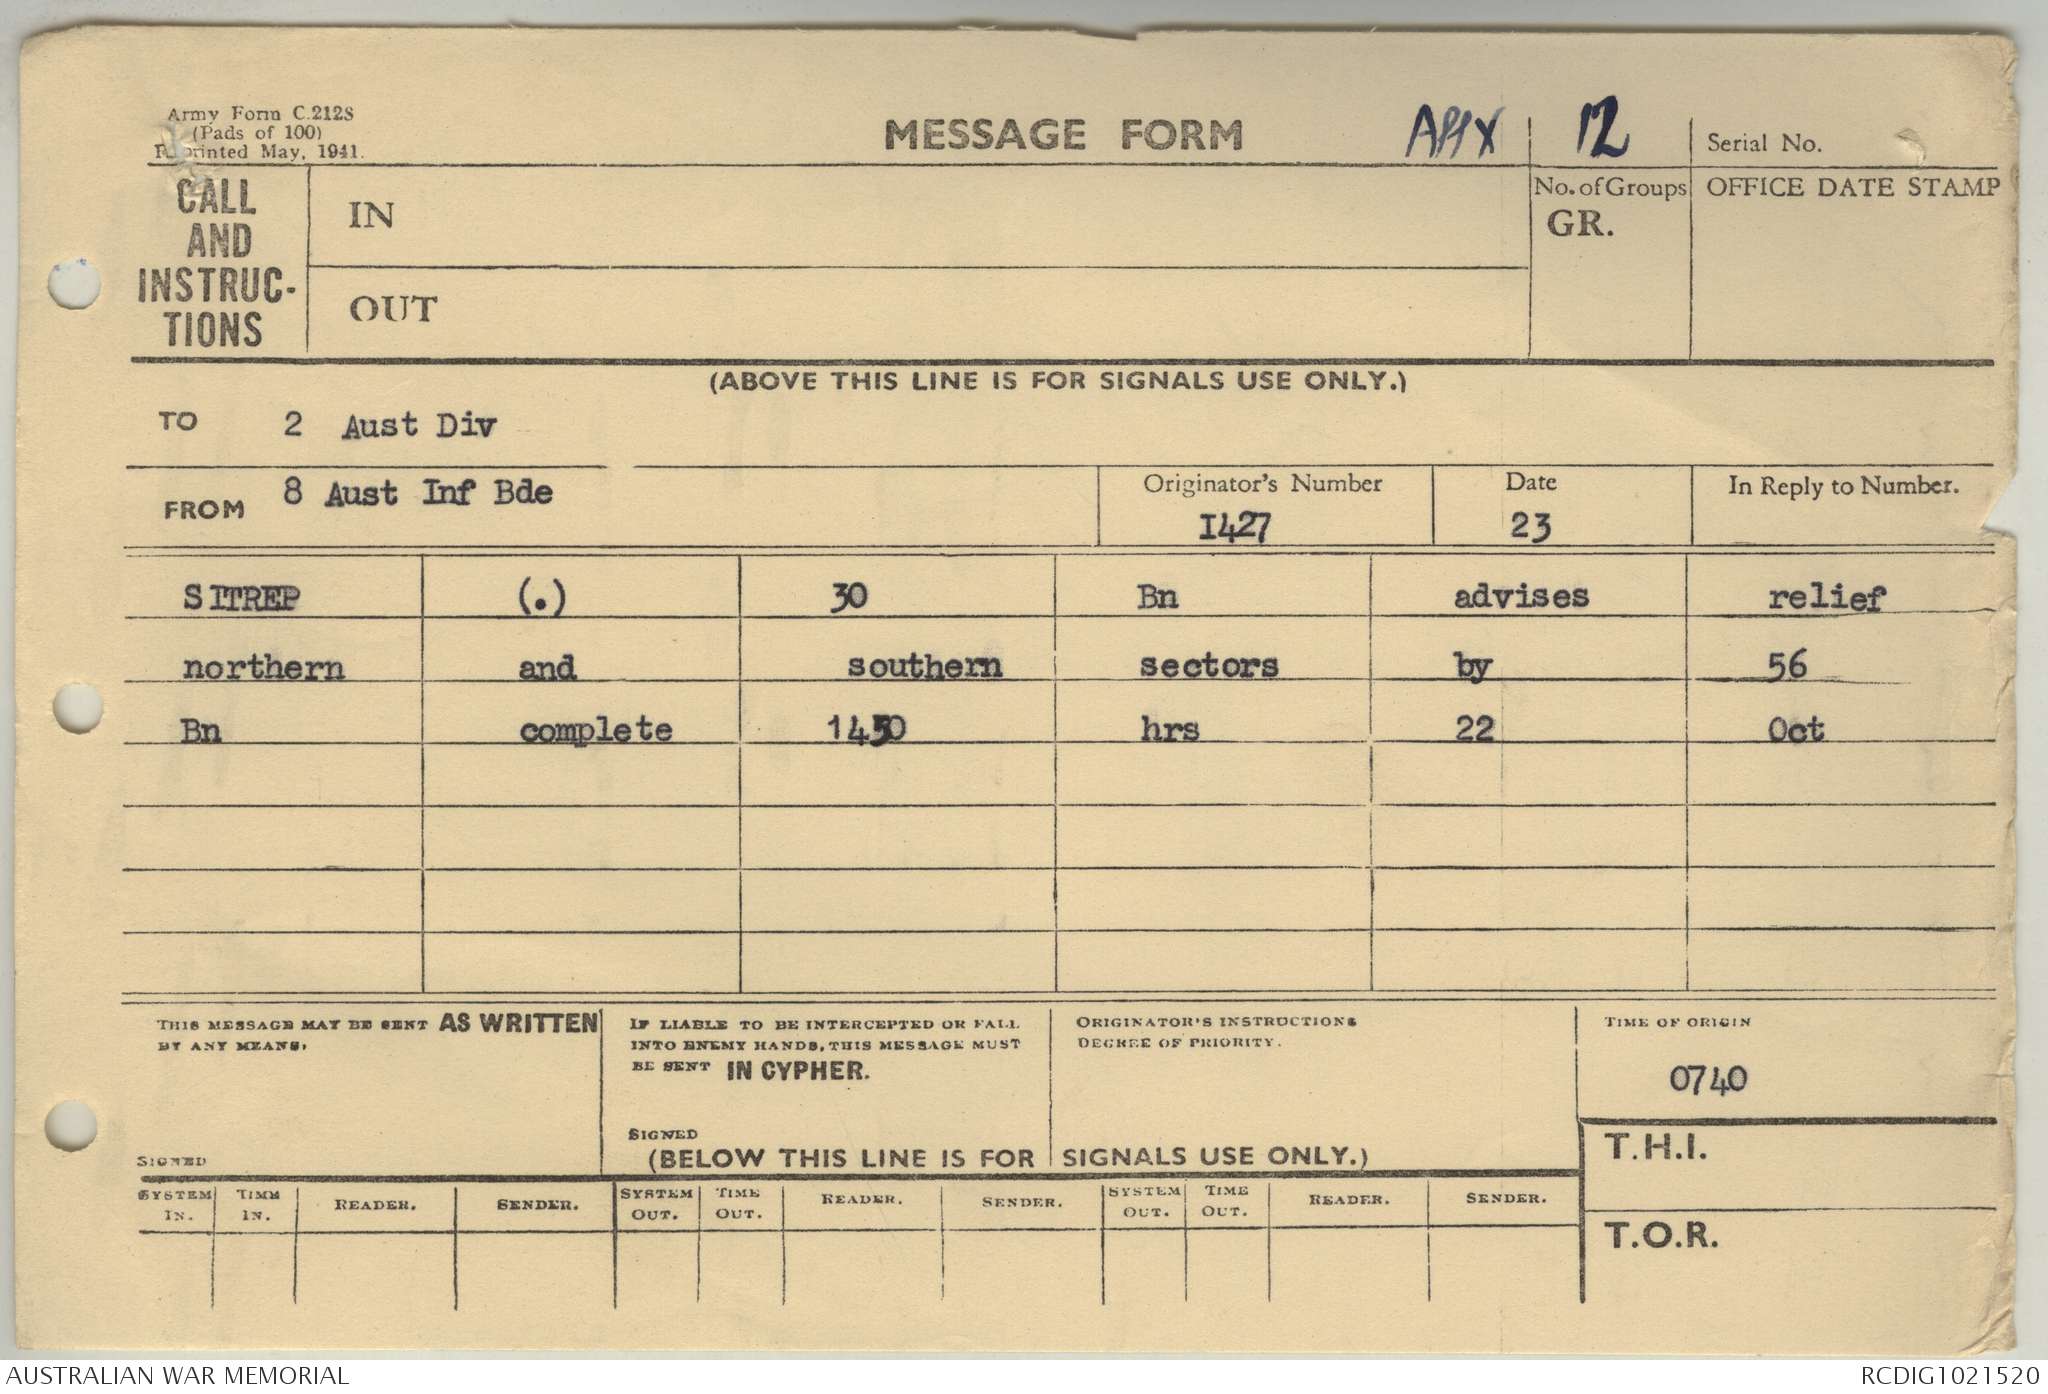 Army Form C.212S
(Pads of 100)
Reprinted May, 1941.
MESSAGE FORM
APPX 12
Serial No.
CALL AND INSTRUC-TIONS
IN
OUT
No. of Groups
GR.
OFFICE DATE STAMP
(ABOVE THIS LINE IS FOR SIGNALS USE ONLY.)
TO 2 Aust Div
FROM 8 Aust Inf Bde
Originator's Number
I427
Date
23
In Reply to Number.
SITREP (.) 30 Bn advises relief
northern and southern sectors by 56
Bn complete hrs 22 Oct
THIS MESSAGE MAY BE SENT AS WRITTEN
BY ANY MEANS.
SIGNED
IF LIABLE TO BE INTERCEPTED OR FALL
INTO ENEMY HANDS, THIS MESSAGE MUST
BE SENT IN CYPHER.
SIGNED
ORIGINATOR'S INSTRUCTIONS
DEGREE OF PRIORITY.
TIME OF ORIGIN
0740
T.H.I.
T.O.R.
(BELOW THIS LINE IS FOR SIGNALS USE ONLY.)
SYSTEM IN. TIME IN. READER. SENDER. SYSTEM OUT. TIME OUT. READER. SENDER. SYSTEM OUT. TIME OUT. READER. SENDER.
AUSTRALIAN WAR MEMORIAL
RCDIG1021520